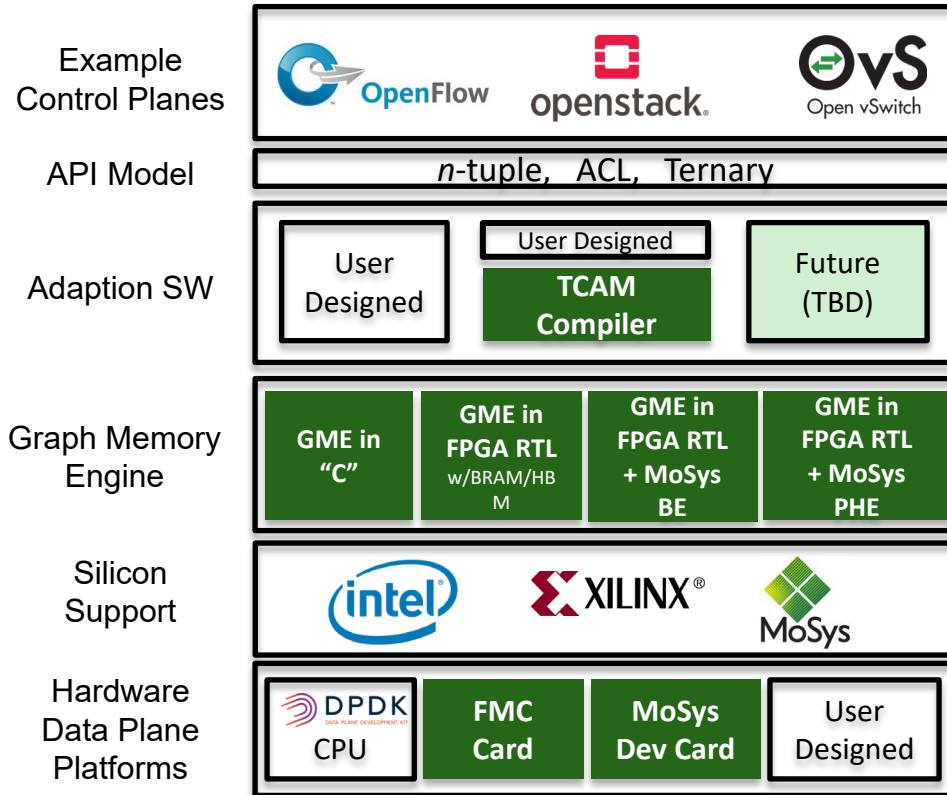 Example
Control Planes
OpenFlow
™
openstack®
OvS
Open vSwitch
API Model
n-tuple, ACL, Ternary
Adaption SW
User
Designed
User Designed
TCAM
Compiler
Future
(TBD)
Graph Memory
Engine
GME in
“C”
GME in
FPGA RTL
w/BRAM/HB
M
GME in
FPGA RTL
+ MoSys
BE
GME in
FPGA RTL
+ MoSys
PHE
Silicon
Support
intel®
XILINX®
MoSys
Hardware
Data Plane
Platforms
DPDK
DATA PLANE DEVELOPMENT KIT
CPU
FMC
Card
MoSys
Dev Card
User
Designed